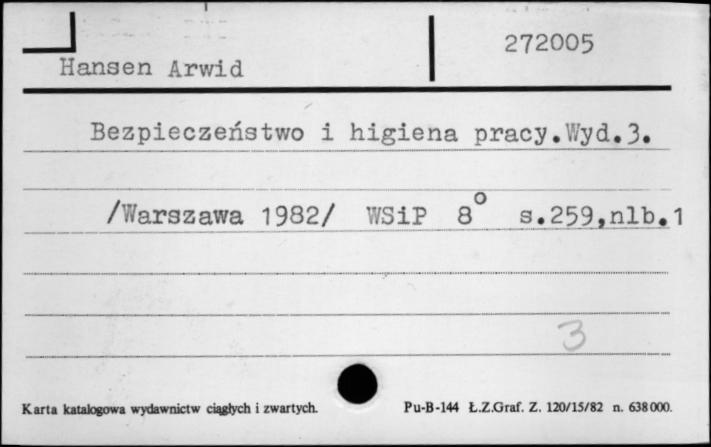 272005
Hansen Arwid
Bezpieczeństwo i higiena pracy.Wyd.3.
/Warszawa 1982/ WSiP 8° s.259,nlb.1
3
Karta katalogowa wydawnictw ciągłych i zwartych. Pu-B-144 Ł.Z.Graf. Z. 120/15/82 n. 638000.